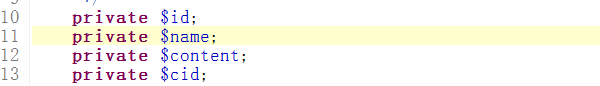 10 private $id;
11 private $name;
12 private $content;
13 private $cid;